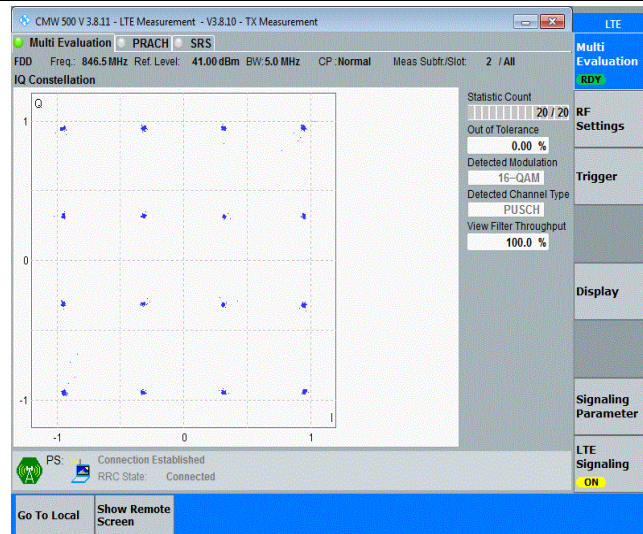 CMW 500 V 3.8.11 - LTE Measurement - V3.8.10 - TX Measurement
LTE
Multi Evaluation PRACH SRS
FDD Freq.: 846.5 MHz Ref. Level: 41.00 dBm BW: 5.0 MHz CP : Normal Meas Subfr./Slot: 2 / All
IQ Constellation
Q
1
0
-1
-1 0 1
I
Statistic Count
20 / 20
Out of Tolerance
0.00 %
Detected Modulation
16-QAM
Detected Channel Type
PUSCH
View Filter Throughput
100.0 %
Multi
Evaluation
RDY
RF
Settings
Trigger
Display
Signaling
Parameter
LTE
Signaling
ON
PS: Connection Established
RRC State: Connected
Go To Local
Show Remote
Screen